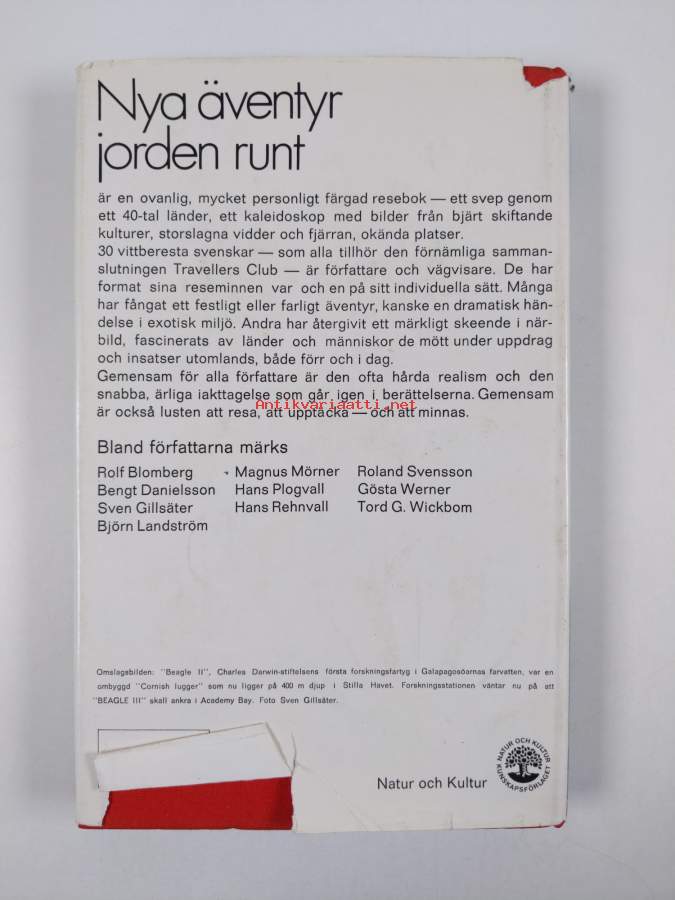 Nya äventyr
jorden runt
är en ovanlig, mycket personligt färgad resebok — ett svep genom
ett 40-tal länder, ett kaleidoskop med bilder från bjärt skiftande
kulturer, storslagna vidder och fjärran, okända platser.
30 vittberesta svenskar — som alla tillhör den förnämliga samman-
slutningen Travellers Club — är författare och vägvisare. De har
format sina reseminnen var och en på sitt individuella sätt. Många
har fångat ett festligt eller farligt äventyr, kanske en dramatisk hän-
delse i exotisk miljö. Andra har återgivit ett märkligt skeende i när-
bild, fascinerats av länder och människor de mött under uppdrag
och insatser utomlands, både förr och i dag.
Gemensam för alla författare är den ofta hårda realism och den
snabba, ärliga iakttagelse som går igen i berättelserna. Gemensam
är också lusten att resa, att upptäcka — och att minnas.
Antikvariaatti.net
Bland författarna märks
Rolf Blomberg Magnus Mörner Roland Svensson
Bengt Danielsson Hans Plogvall Gösta Werner
Sven Gillsäter Hans Rehnvall Tord G. Wickbom
Björn Landström
Omslagsbilden: "Beagle II", Charles Darwin-stiftelsens första forskningsfartyg i Galapagosöarnas farvatten, var en
ombyggd "Cornish lugger" som nu ligger på 400 m djup i Stilla Havet. Forskningsstationen väntar nu på att
"BEAGLE III" skall ankra i Academy Bay. Foto Sven Gillsäter.
Natur och Kultur
NATUR OCH KULTUR
KUNSKAPSFÖRLAGET